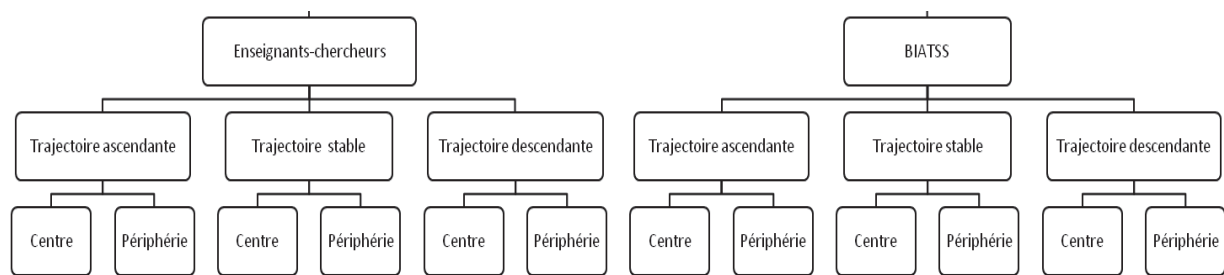 Enseignants-chercheurs
BIATSS
Trajectoire ascendante
Trajectoire stable
Trajectoire descendante
Trajectoire ascendante
Trajectoire stable
Trajectoire descendante
Centre
Périphérie
Centre
Périphérie
Centre
Périphérie
Centre
Périphérie
Centre
Périphérie
Centre
Périphérie